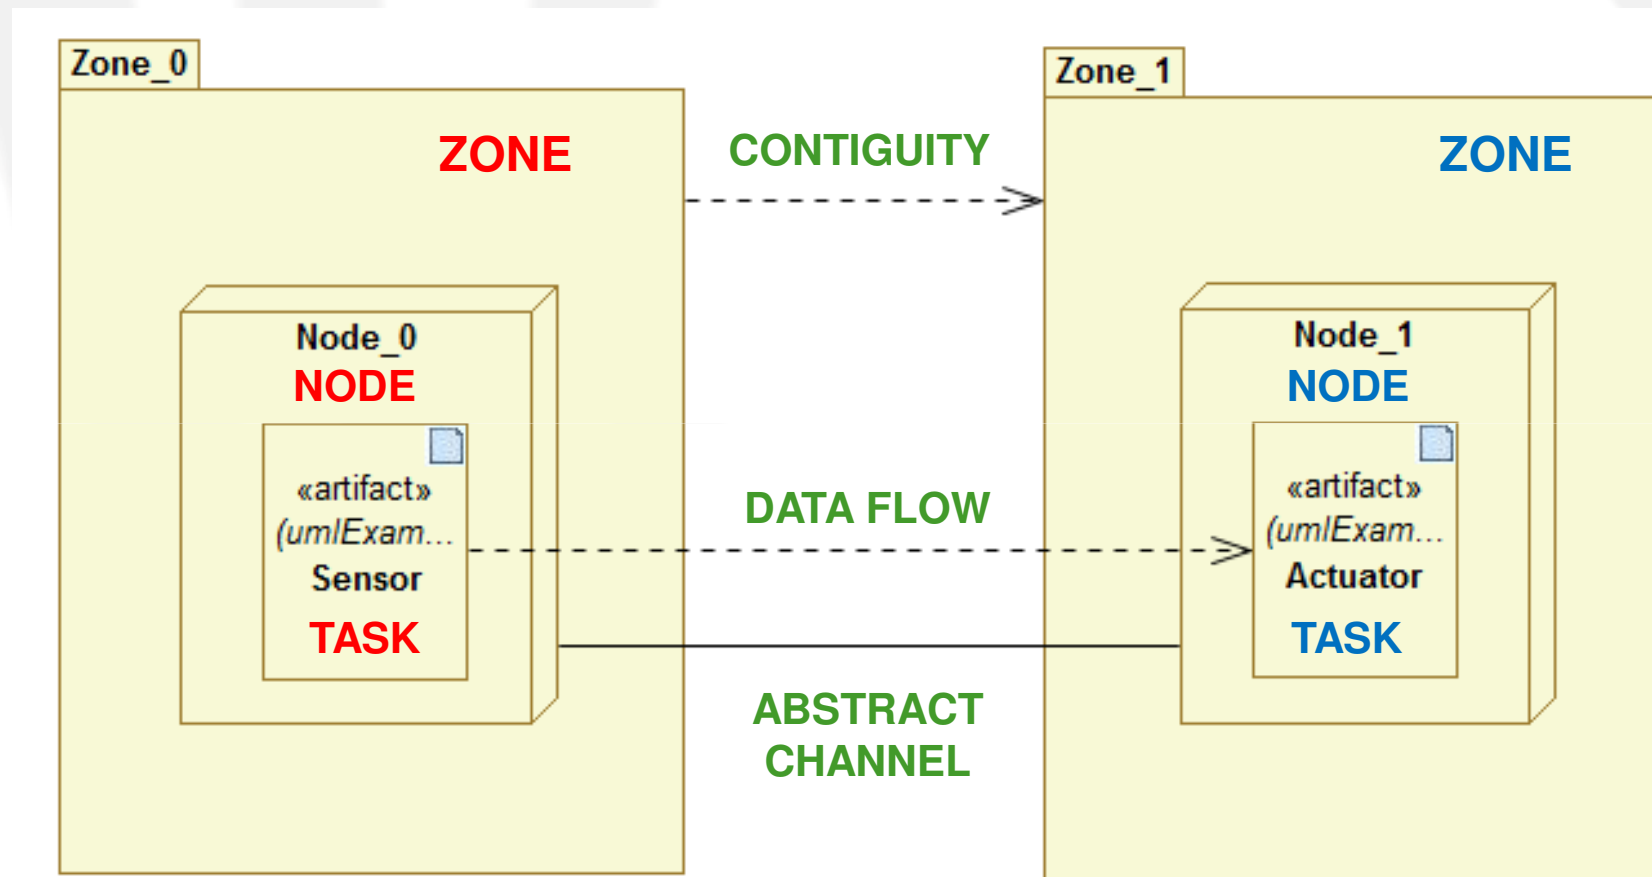 Zone_0
ZONE
CONTIGUITY
Zone_1
ZONE
Node_0
NODE
«artifact»
(umlExam...
Sensor
TASK
DATA FLOW
ABSTRACT
CHANNEL
Node_1
NODE
«artifact»
(umlExam...
Actuator
TASK